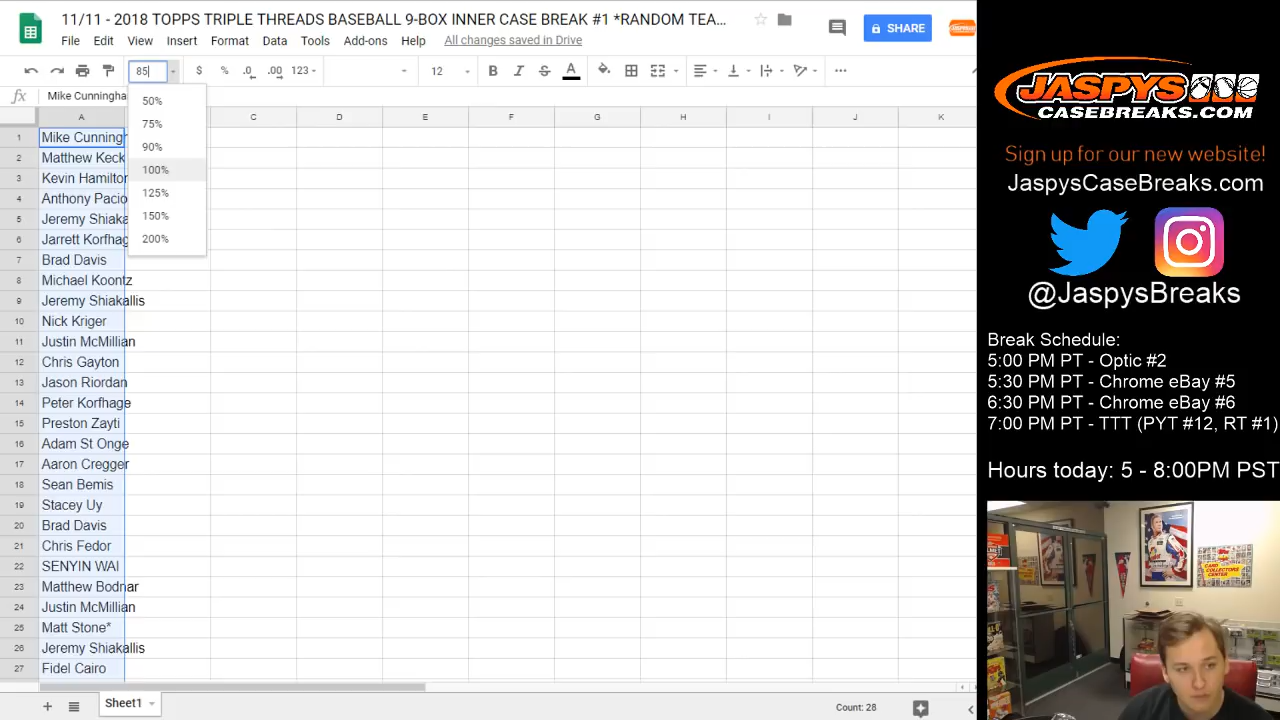 11/11 - 2018 TOPPS TRIPLE THREADS BASEBALL 9-BOX INNER CASE BREAK #1 *RANDOM TEA...
File Edit View Insert Format Data Tools Add-ons Help All changes saved in Drive
SHARE
85 $ % .0 .00 123 12 B I S A
fx Mike Cunningha
50%
75%
90%
100%
125%
150%
200%
A C D E F G H I J K
1 Mike Cunningh
2 Matthew Keck
3 Kevin Hamilton
4 Anthony Pacio
5 Jeremy Shiaka
6 Jarrett Korfhag
7 Brad Davis
8 Michael Koontz
9 Jeremy Shiakallis
10 Nick Kriger
11 Justin McMillian
12 Chris Gayton
13 Jason Riordan
14 Peter Korfhage
15 Preston Zayti
16 Adam St Onge
17 Aaron Cregger
18 Sean Bemis
19 Stacey Uy
20 Brad Davis
21 Chris Fedor
22 SENYIN WAI
23 Matthew Bodnar
24 Justin McMillian
25 Matt Stone*
26 Jeremy Shiakallis
27 Fidel Cairo
Sheet1
Count: 28
JASPYS
CASEBREAKS.COM
Sign up for our new website!
JaspysCaseBreaks.com
@JaspysBreaks
Break Schedule:
5:00 PM PT - Optic #2
5:30 PM PT - Chrome eBay #5
6:30 PM PT - Chrome eBay #6
7:00 PM PT - TTT (PYT #12, RT #1)
Hours today: 5 - 8:00PM PST
CARD
COLLECTORS
CENTER